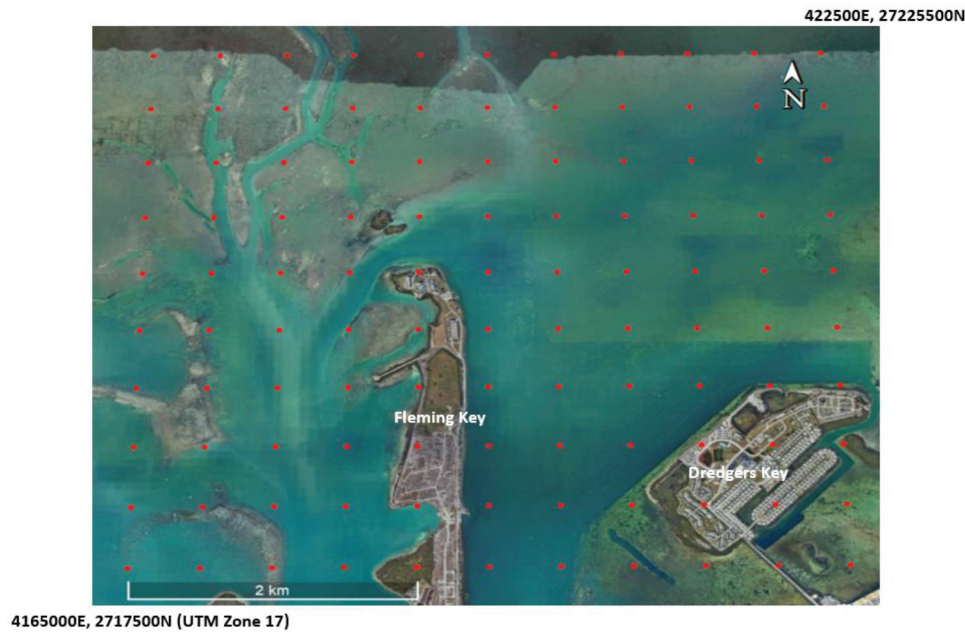 422500E, 27225500N
N
Fleming Key
Dredgers Key
2 km
4165000E, 2717500N (UTM Zone 17)